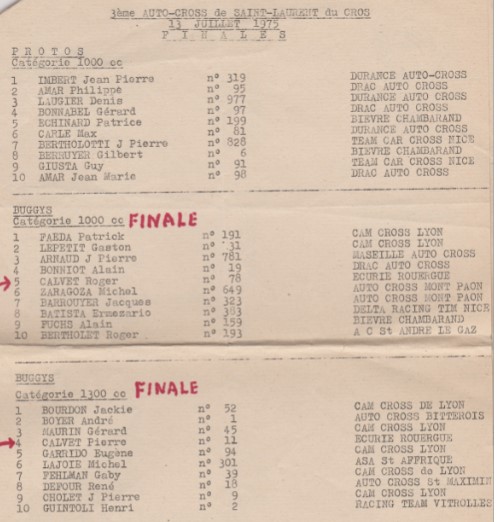 3ème AUTO-CROSS de SAINT-LAURENT du CROS
13 JUILLET 1975
F I N A L E S
P R O T O S
Catégorie 1000 cc
1 IMBERT Jean Pierre n° 319 DURANCE AUTO-CROSS
2 AMAR Philippe n° 95 DRAC AUTO CROSS
3 LAUGIER Denis n° 977 DURANCE AUTO CROSS
4 BONNABEL Gérard n° 97 DRAC AUTO CROSS
5 ECHINARD Patrice n° 199 BIEVRE CHAMBARAND
6 CARLE Max n° 81 DURANCE AUTO CROSS
7 BERTHOLOTTI J Pierre n° 828 TEAM CAR CROSS NICE
8 BERRUYER Gilbert n° 6 BIEVRE CHAMBARAND
9 GIUSTA Guy n° 91 TEAM CAR CROSS NICE
10 AMAR Jean Marie n° 98 DRAC AUTO CROSS
BUGGYS
Catégorie 1000 cc FINALE
1 FAEDA Patrick n° 191 CAM CROSS LYON
2 LEPETIT Gaston n° 31 CAM CROSS LYON
3 ARNAUD J Pierre n° 781 MASEILLE AUTO CROSS
4 BONNIOT Alain n° 19 DRAC AUTO CROSS
5 CALVET Roger n° 78 ECURIE ROUERGUE
6 ZARAGOZA Michel n° 649 AUTO CROSS MONT PAON
7 BARROUYER Jacques n° 323 AUTO CROSS MONT PAON
8 BATISTA Ermesario n° 383 DELTA RACING TIM NICE
9 FUCHS Alain n° 159 BIEVRE CHAMBARAND
10 BERTHOLET Roger n° 193 A C St ANDRE LE GAZ
BUGGYS
Catégorie 1300 cc FINALE
1 BOURDON Jackie n° 52 CAM CROSS DE LYON
2 BOYER André n° 1 AUTO CROSS BITTEROIS
3 MAURIN Gérard n° 45 CAM CROSS LYON
4 CALVET Pierre n° 11 ECURIE ROUERGUE
5 GARRIDO Eugène n° 94 CAM CROSS LYON
6 LAJOIE Michel n° 301 ASA St AFFRIQUE
7 FEHLMAN Gaby n° 39 CAM CROSS de LYON
8 DEFOUR René n° 18 AUTO CROSS St MAXIMIN
9 CHOLET J Pierre n° 9 CAM CROSS LYON
10 GUINTOLI Henri n° 2 RACING TEAM VITROLLES